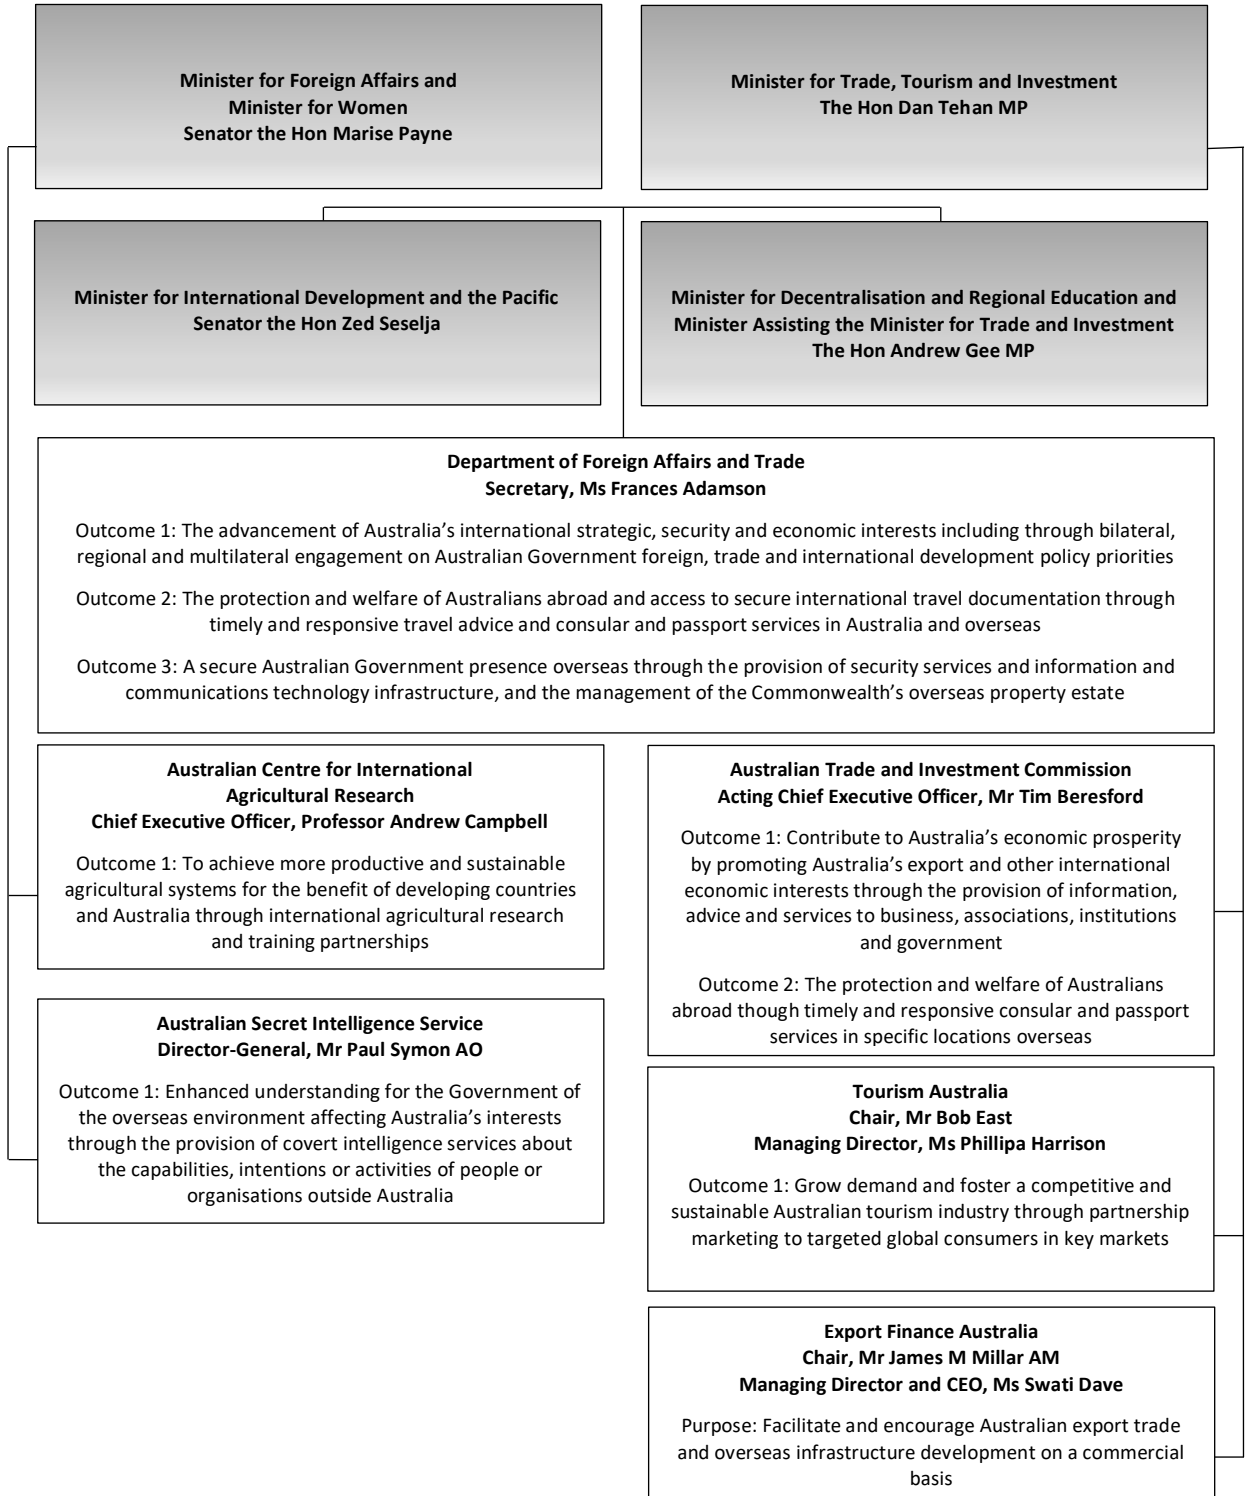 Minister for Foreign Affairs and
Minister for Women
Senator the Hon Marise Payne
Minister for Trade, Tourism and Investment
The Hon Dan Tehan MP
Minister for International Development and the Pacific
Senator the Hon Zed Seselja
Minister for Decentralisation and Regional Education and
Minister Assisting the Minister for Trade and Investment
The Hon Andrew Gee MP
Department of Foreign Affairs and Trade
Secretary, Ms Frances Adamson
Outcome 1: The advancement of Australia’s international strategic, security and economic interests including through bilateral,
regional and multilateral engagement on Australian Government foreign, trade and international development policy priorities
Outcome 2: The protection and welfare of Australians abroad and access to secure international travel documentation through
timely and responsive travel advice and consular and passport services in Australia and overseas
Outcome 3: A secure Australian Government presence overseas through the provision of security services and information and
communications technology infrastructure, and the management of the Commonwealth’s overseas property estate
Australian Centre for International
Agricultural Research
Chief Executive Officer, Professor Andrew Campbell
Outcome 1: To achieve more productive and sustainable
agricultural systems for the benefit of developing countries
and Australia through international agricultural research
and training partnerships
Australian Secret Intelligence Service
Director-General, Mr Paul Symon AO
Outcome 1: Enhanced understanding for the Government of
the overseas environment affecting Australia’s interests
through the provision of covert intelligence services about
the capabilities, intentions or activities of people or
organisations outside Australia
Australian Trade and Investment Commission
Acting Chief Executive Officer, Mr Tim Beresford
Outcome 1: Contribute to Australia’s economic prosperity
by promoting Australia’s export and other international
economic interests through the provision of information,
advice and services to business, associations, institutions
and government
Outcome 2: The protection and welfare of Australians
abroad though timely and responsive consular and passport
services in specific locations overseas
Tourism Australia
Chair, Mr Bob East
Managing Director, Ms Phillipa Harrison
Outcome 1: Grow demand and foster a competitive and
sustainable Australian tourism industry through partnership
marketing to targeted global consumers in key markets
Export Finance Australia
Chair, Mr James M Millar AM
Managing Director and CEO, Ms Swati Dave
Purpose: Facilitate and encourage Australian export trade
and overseas infrastructure development on a commercial
basis